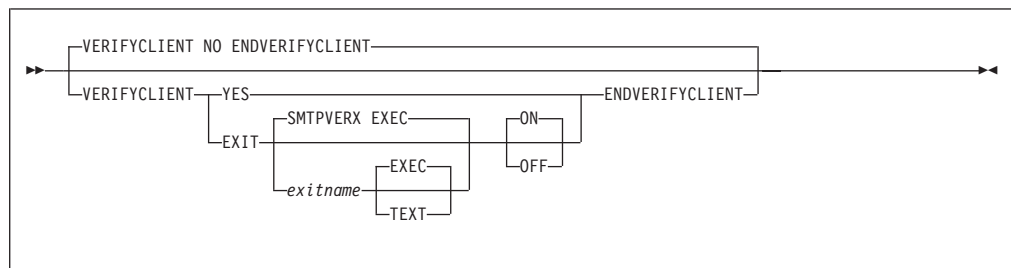 VERIFYCLIENT NO ENDVERIFYCLIENT
VERIFYCLIENT YES ENDVERIFYCLIENT
EXIT SMTPVERX EXEC ON
OFF
exitname EXEC
TEXT